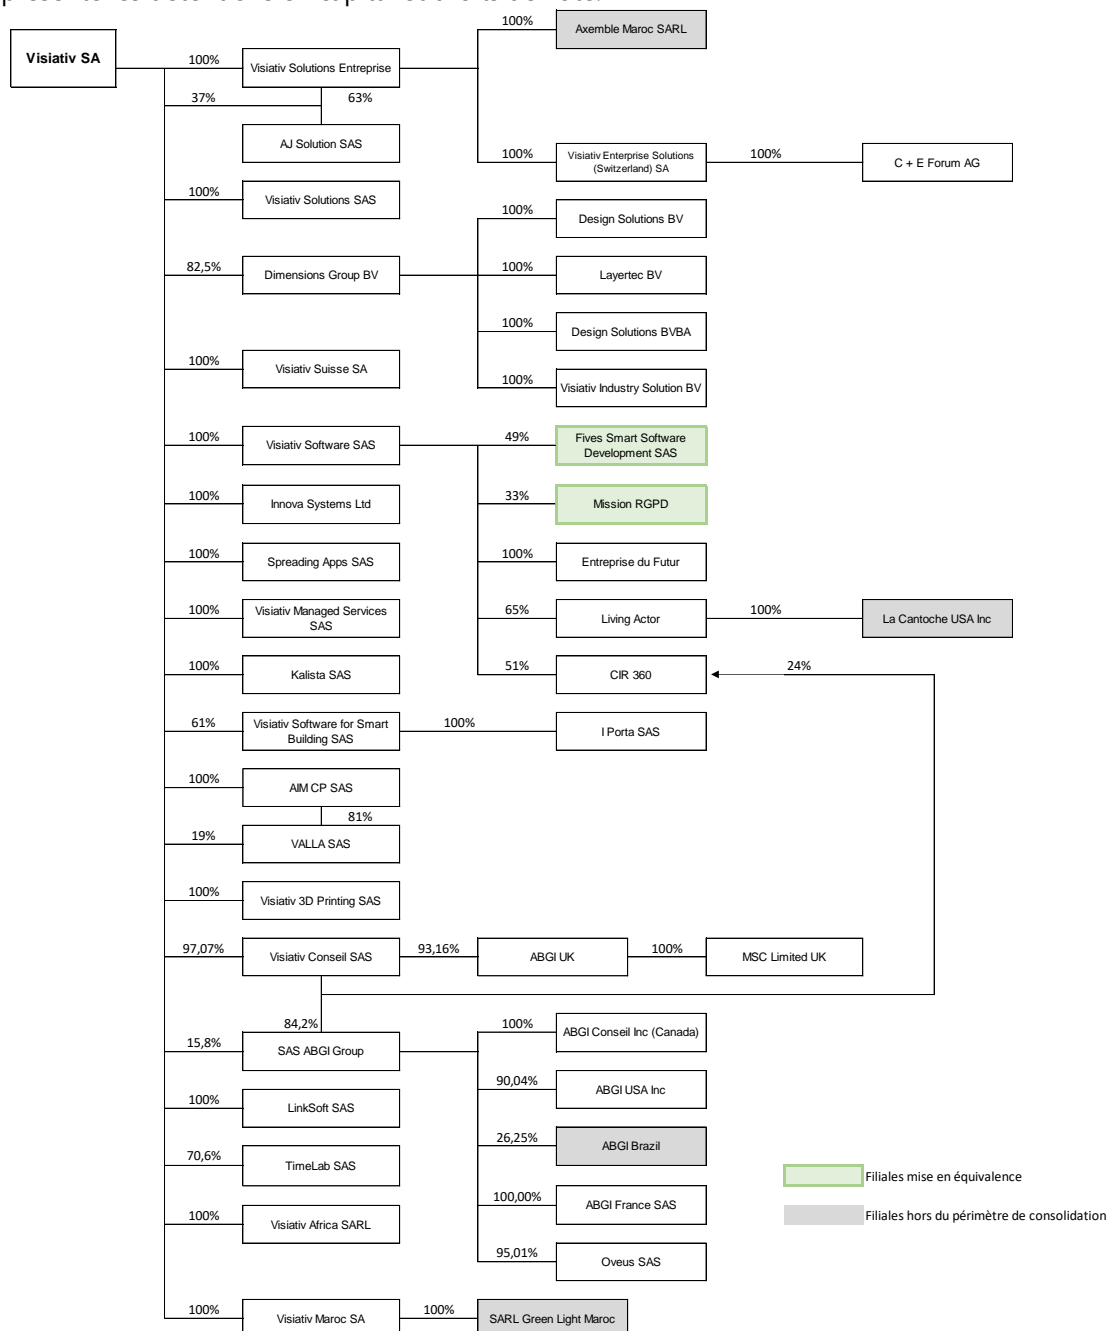 Visiativ SA
100%
Axemble Maroc SARL
100%
Visiativ Solutions Entreprise
37%
63%
AJ Solution SAS
100%
Visiativ Enterprise Solutions
(Switzerland) SA
100%
C + E Forum AG
100%
Visiativ Solutions SAS
100%
Design Solutions BV
82,5%
Dimensions Group BV
100%
Layertec BV
100%
Design Solutions BVBA
100%
Visiativ Suisse SA
100%
Visiativ Industry Solution BV
100%
Visiativ Software SAS
49%
Fives Smart Software
Development SAS
100%
Innova Systems Ltd
33%
Mission RGPD
100%
Spreading Apps SAS
100%
Entreprise du Futur
100%
Visiativ Managed Services
SAS
65%
Living Actor
100%
La Cantoche USA Inc
100%
Kalista SAS
51%
CIR 360
24%
61%
Visiativ Software for Smart
Building SAS
100%
I Porta SAS
100%
AIM CP SAS
81%
19%
VALLA SAS
100%
Visiativ 3D Printing SAS
97,07%
Visiativ Conseil SAS
93,16%
ABGI UK
100%
MSC Limited UK
84,2%
15,8%
SAS ABGI Group
100%
ABGI Conseil Inc (Canada)
90,04%
ABGI USA Inc
100%
LinkSoft SAS
26,25%
ABGI Brazil
70,6%
TimeLab SAS
Filiales mise en équivalence
100,00%
ABGI France SAS
Filiales hors du périmètre de consolidation
100%
Visiativ Africa SARL
95,01%
Oveus SAS
100%
Visiativ Maroc SA
100%
SARL Green Light Maroc